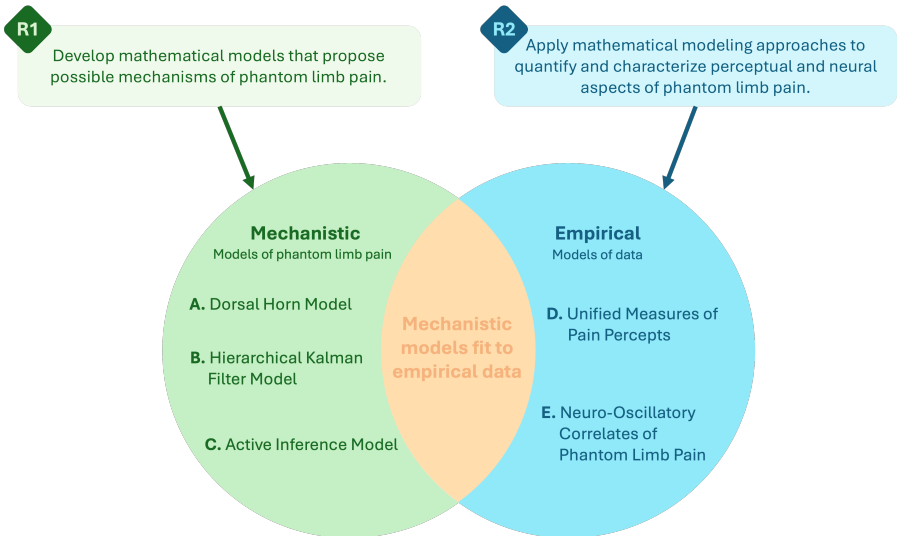 R1
Develop mathematical models that propose
possible mechanisms of phantom limb pain.
R2
Apply mathematical modeling approaches to
quantify and characterize perceptual and neural
aspects of phantom limb pain.
Mechanistic
Models of phantom limb pain
A. Dorsal Horn Model
B. Hierarchical Kalman
Filter Model
C. Active Inference Model
Mechanistic
models fit to
empirical data
Empirical
Models of data
D. Unified Measures of
Pain Percepts
E. Neuro-Oscillatory
Correlates of
Phantom Limb Pain